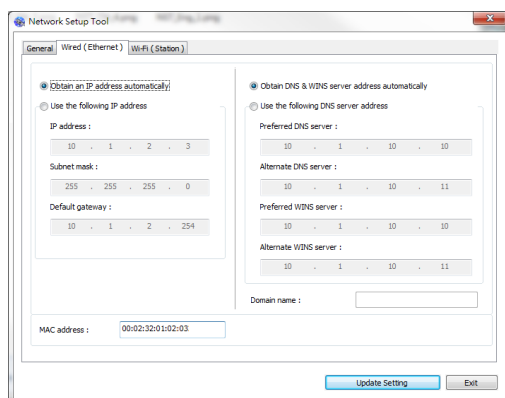 Network Setup Tool
General Wired ( Ethernet ) Wi-Fi ( Station )
Obtain an IP address automatically
Use the following IP address
IP address :
10 . 1 . 2 . 3
Subnet mask :
255 . 255 . 255 . 0
Default gateway :
10 . 1 . 2 . 254
Obtain DNS & WINS server address automatically
Use the following DNS server address
Preferred DNS server :
10 . 1 . 10 . 10
Alternate DNS server :
10 . 1 . 10 . 11
Preferred WINS server :
10 . 1 . 10 . 10
Alternate WINS server :
10 . 1 . 10 . 11
Domain name :
MAC address : 00:02:32:01:02:03
Update Setting Exit